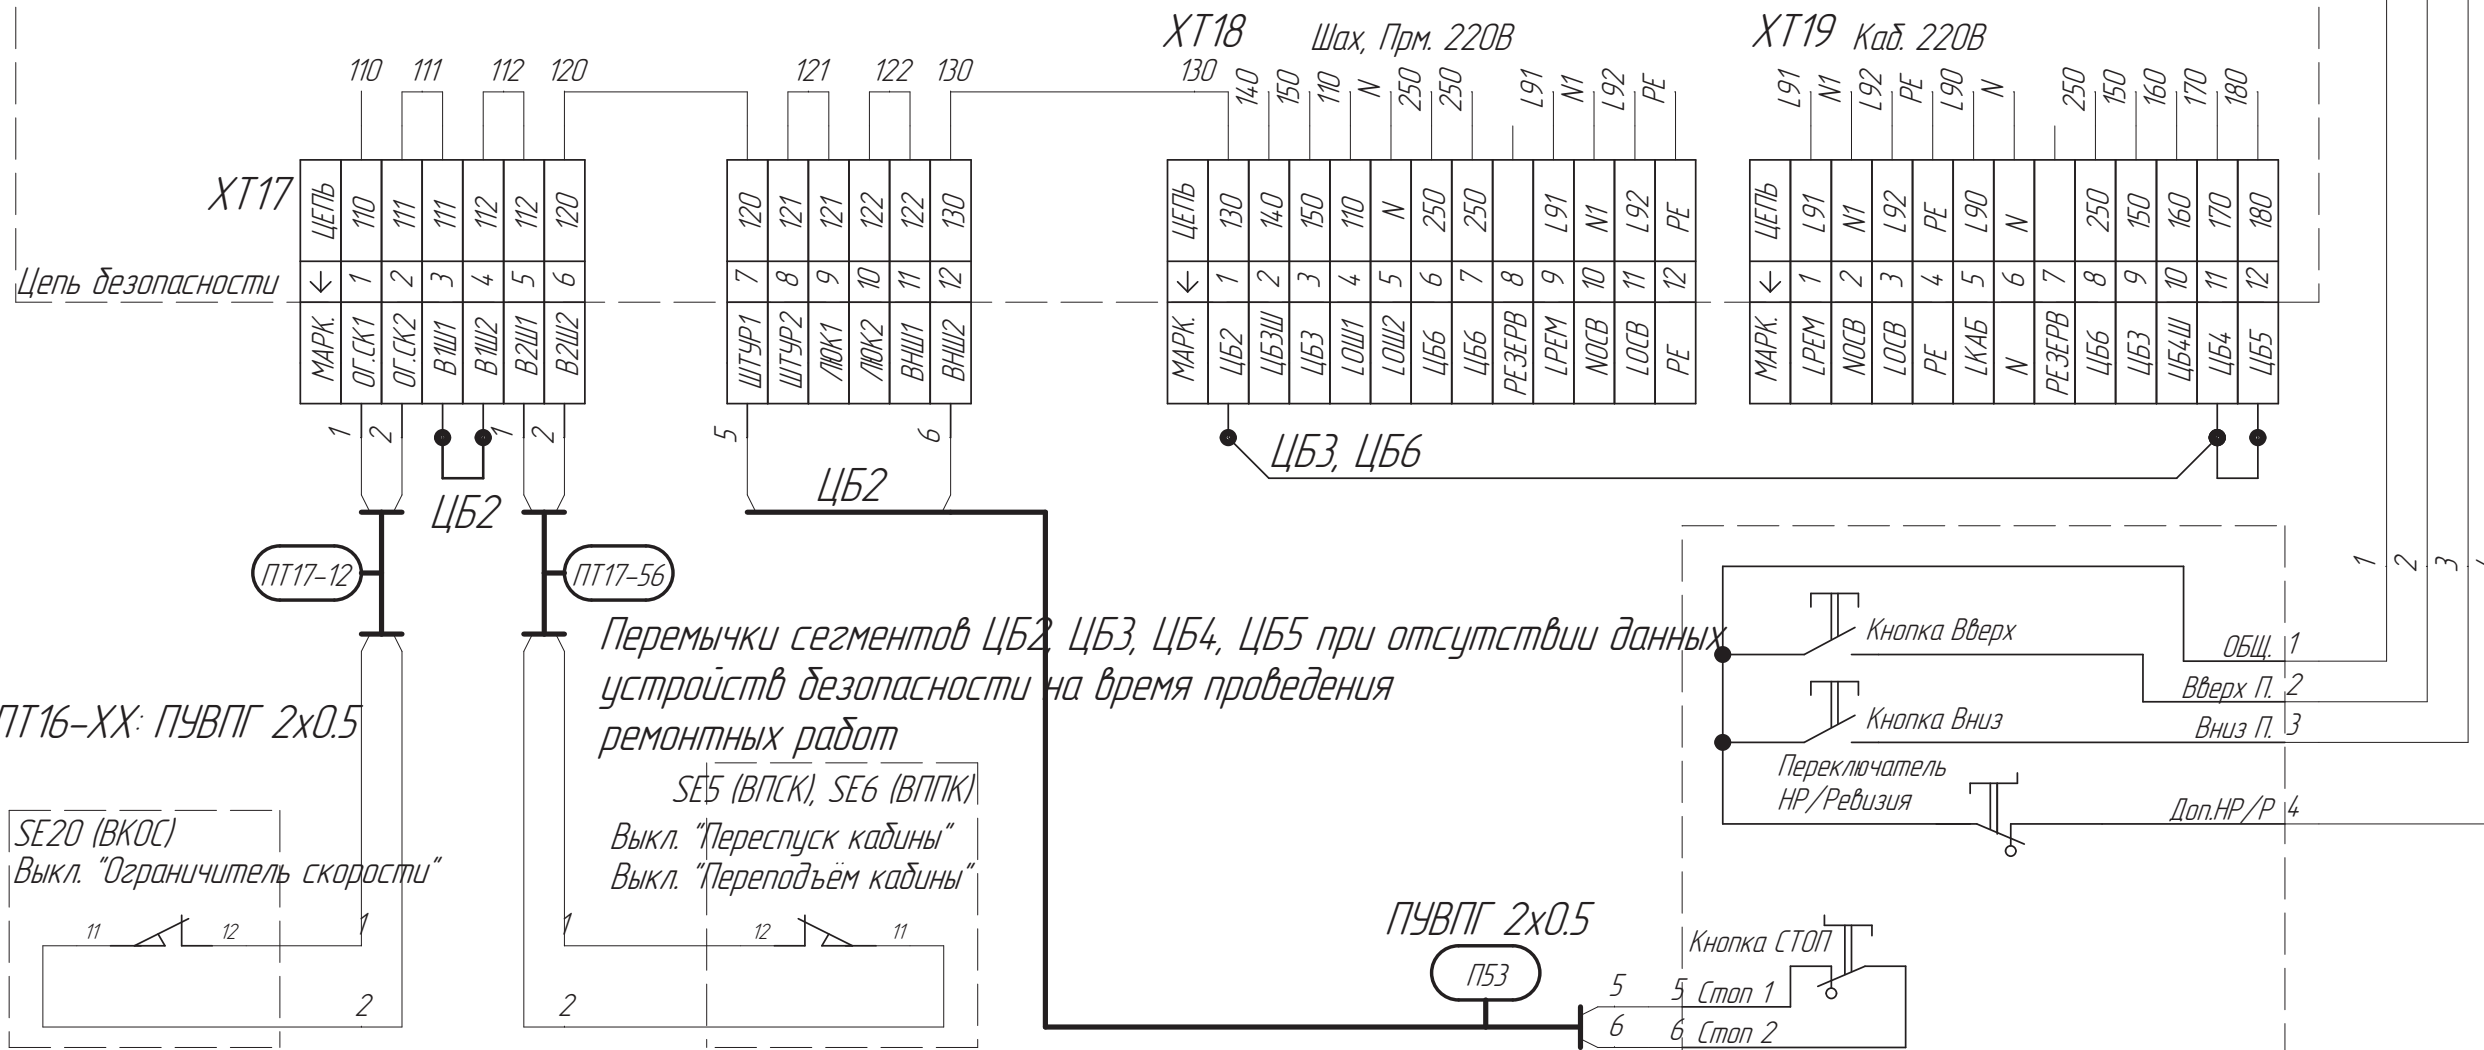 XT18
Шах, Прм. 220В
XT19
Каб. 220В
110
111
112
120
121
122
130
130
140
150
110
N
250
250
L91
N1
L92
PE
L91
N1
L92
PE
L90
N
250
150
160
170
180
XT17
Цепь безопасности
ЦЕПЬ 110 111 111 112 112 120
← 1 2 3 4 5 6
МАРК. ОГ.СК1 ОГ.СК2 В1Ш1 В1Ш2 В2Ш1 В2Ш2
120 121 121 122 122 130
7 8 9 10 11 12
ШТУР1 ШТУР2 ЛЮК1 ЛЮК2 ВНШ1 ВНШ2
ЦЕПЬ 130 140 150 110 N 250 250 L91 N1 L92 PE
← 1 2 3 4 5 6 7 8 9 10 11 12
МАРК. ЦБ2 ЦБ3Ш ЦБ3 LОШ1 LОШ2 ЦБ6 ЦБ6 РЕЗЕРВ LРЕМ NОСВ LОСВ PE
ЦЕПЬ L91 N1 L92 PE L90 N 250 150 160 170 180
← 1 2 3 4 5 6 7 8 9 10 11 12
МАРК. LРЕМ NОСВ LОСВ PE LКАБ N РЕЗЕРВ ЦБ6 ЦБ3 ЦБ4Ш ЦБ4 ЦБ5
1
2
1
2
5
6
ЦБ2
ЦБ2
ЦБ3, ЦБ6
ПТ17-12
ПТ17-56
1
2
3
Перемычки сегментов ЦБ2, ЦБ3, ЦБ4, ЦБ5 при отсутствии данных
устройств безопасности на время проведения
ремонтных работ
ПТ16-ХХ: ПУВПГ 2х0.5
Кнопка Вверх
ОБЩ. 1
Вверх П. 2
Кнопка Вниз
Вниз П. 3
Переключатель
НР/Ревизия
Доп.НР/Р 4
SE20 (ВКОС)
Выкл. "Ограничитель скорости"
11
12
1
2
SE5 (ВПСК), SE6 (ВППК)
Выкл. "Переспуск кабины"
Выкл. "Переподъём кабины"
1
12
11
2
ПУВПГ 2х0.5
П53
Кнопка СТОП
5
5 Стоп 1
6
6 Стоп 2